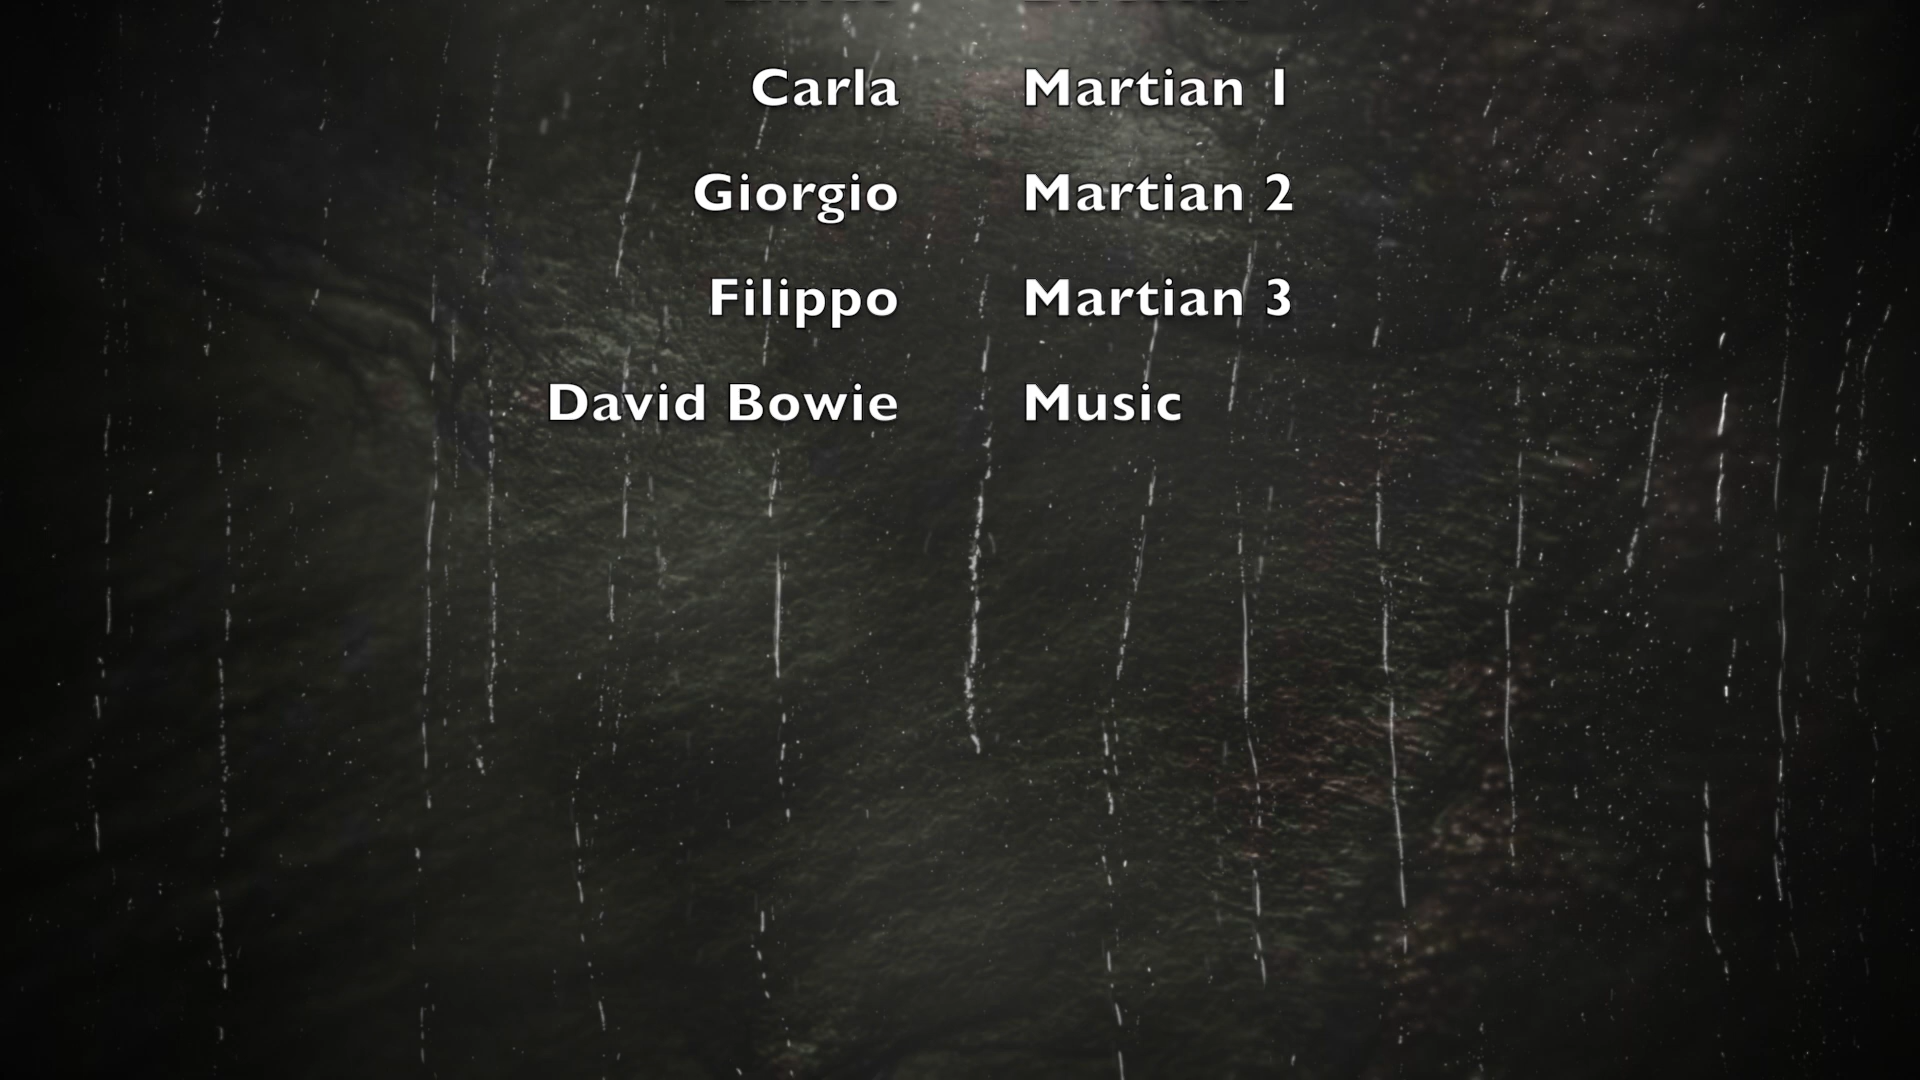 Carla Martian 1
Giorgio Martian 2
Filippo Martian 3
David Bowie Music